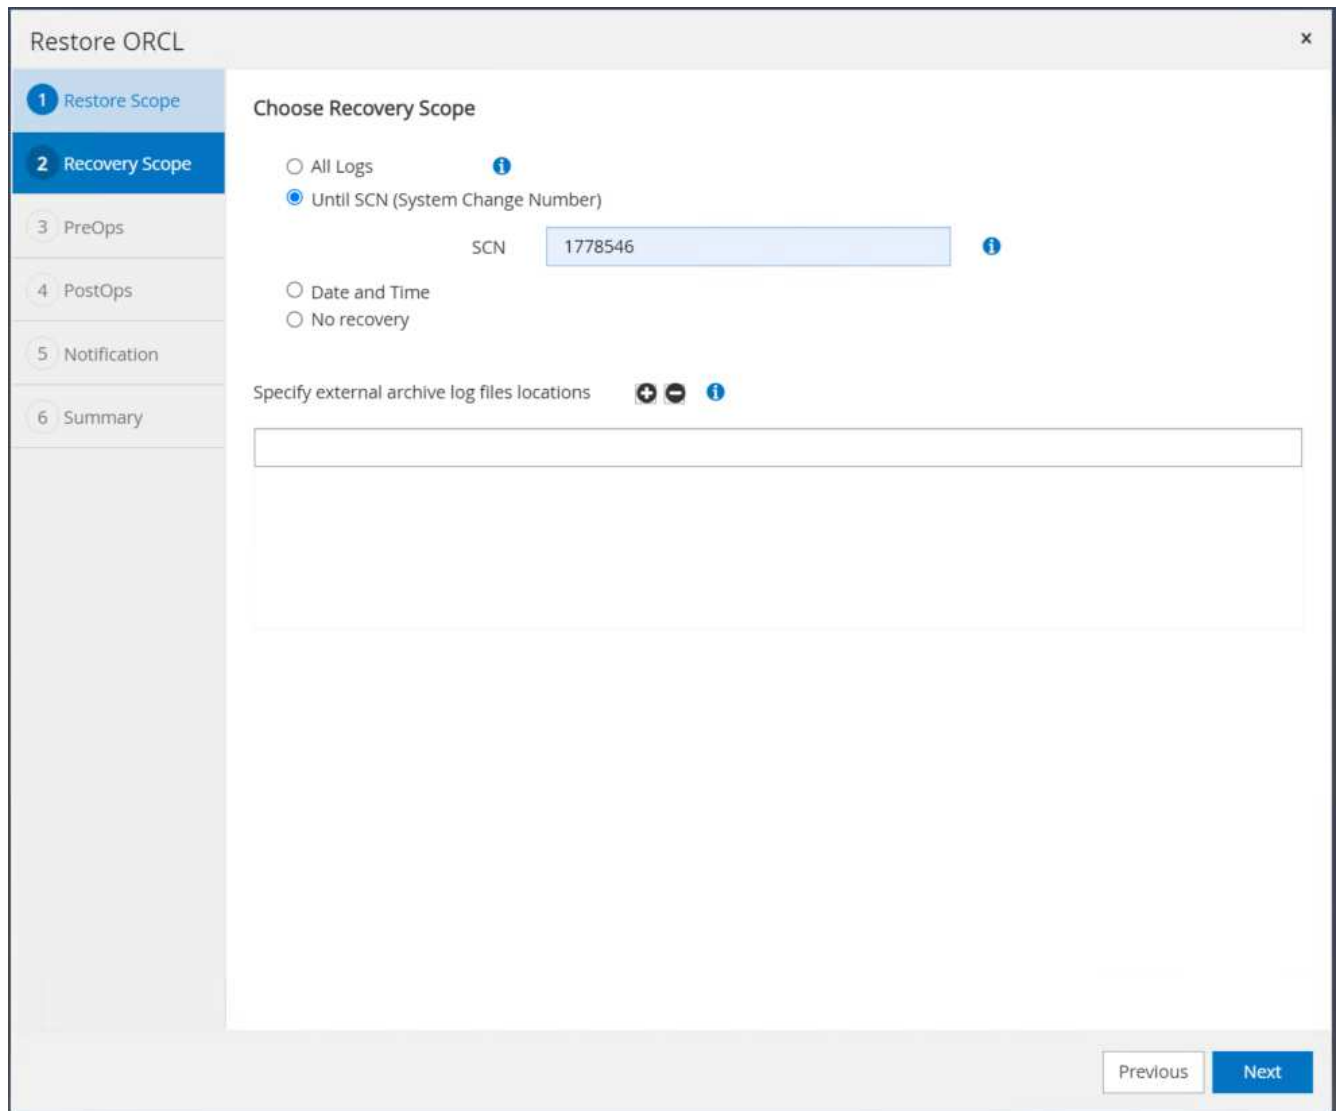 Restore ORCL
x
1 Restore Scope
2 Recovery Scope
3 PreOps
4 PostOps
5 Notification
6 Summary
Choose Recovery Scope
All Logs
Until SCN (System Change Number)
SCN 1778546
Date and Time
No recovery
Specify external archive log files locations
Previous Next